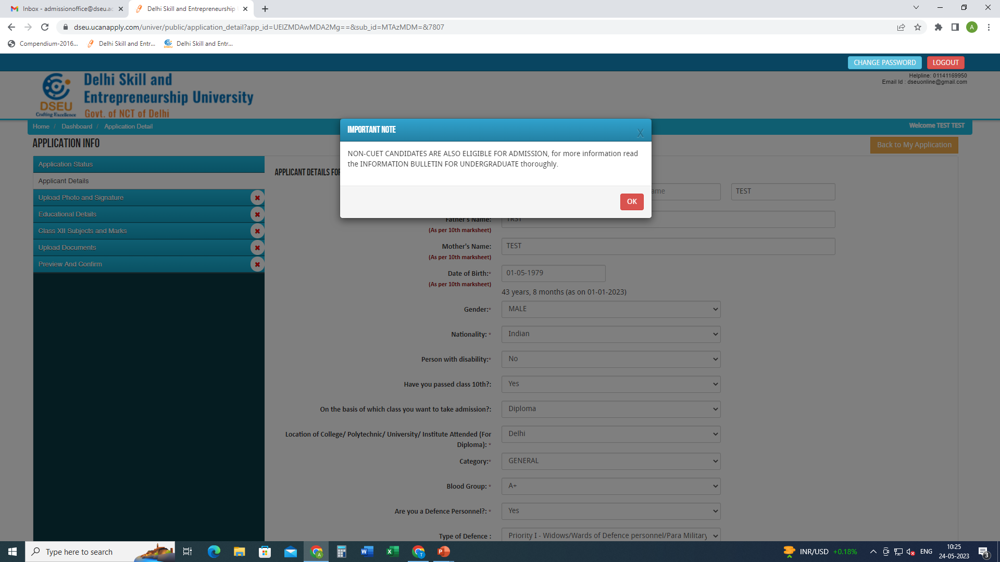 Inbox - admissionoffice@dseu.ac
Delhi Skill and Entrepreneurship
dseu.ucanapply.com/univer/public/application_detail?app_id=UEIZMDAwMDA2Mg==&sub_id=MTAzMDM=&7807
A
Compendium-2016...
Delhi Skill and Entr...
Delhi Skill and Entr...
CHANGE PASSWORD
LOGOUT
Helpline: 01141169950
Email Id : dseuonline@gmail.com
DSEU
Crafting Excellence
Delhi Skill and
Entrepreneurship University
Govt. of NCT of Delhi
Home / Dashboard / Application Detail
Welcome TEST TEST
APPLICATION INFO
Back to My Application
IMPORTANT NOTE
X
NON-CUET CANDIDATES ARE ALSO ELIGIBLE FOR ADMISSION, for more information read
the INFORMATION BULLETIN FOR UNDERGRADUATE thoroughly.
OK
Application Status
Applicant Details
Upload Photo and Signature
Educational Details
Class XII Subjects and Marks
Upload Documents
Preview And Confirm
APPLICANT DETAILS FOR
ame
TEST
Father's Name:
(As per 10th marksheet)
Mother's Name:
TEST
(As per 10th marksheet)
Date of Birth:*
01-05-1979
(As per 10th marksheet)
43 years, 8 months (as on 01-01-2023)
Gender:*
MALE
Nationality: *
Indian
Person with disability:*
No
Have you passed class 10th?:
Yes
On the basis of which class you want to take admission?:
Diploma
Location of College/ Polytechnic/ University/ Institute Attended (For
Diploma): *
Delhi
Category:*
GENERAL
Blood Group: *
A+
Are you a Defence Personnel?: *
Yes
Type of Defence :
Priority I - Widows/Wards of Defence personnel/Para Military
Type here to search
INR/USD +0.18%
ENG
10:25
24-05-2023
3